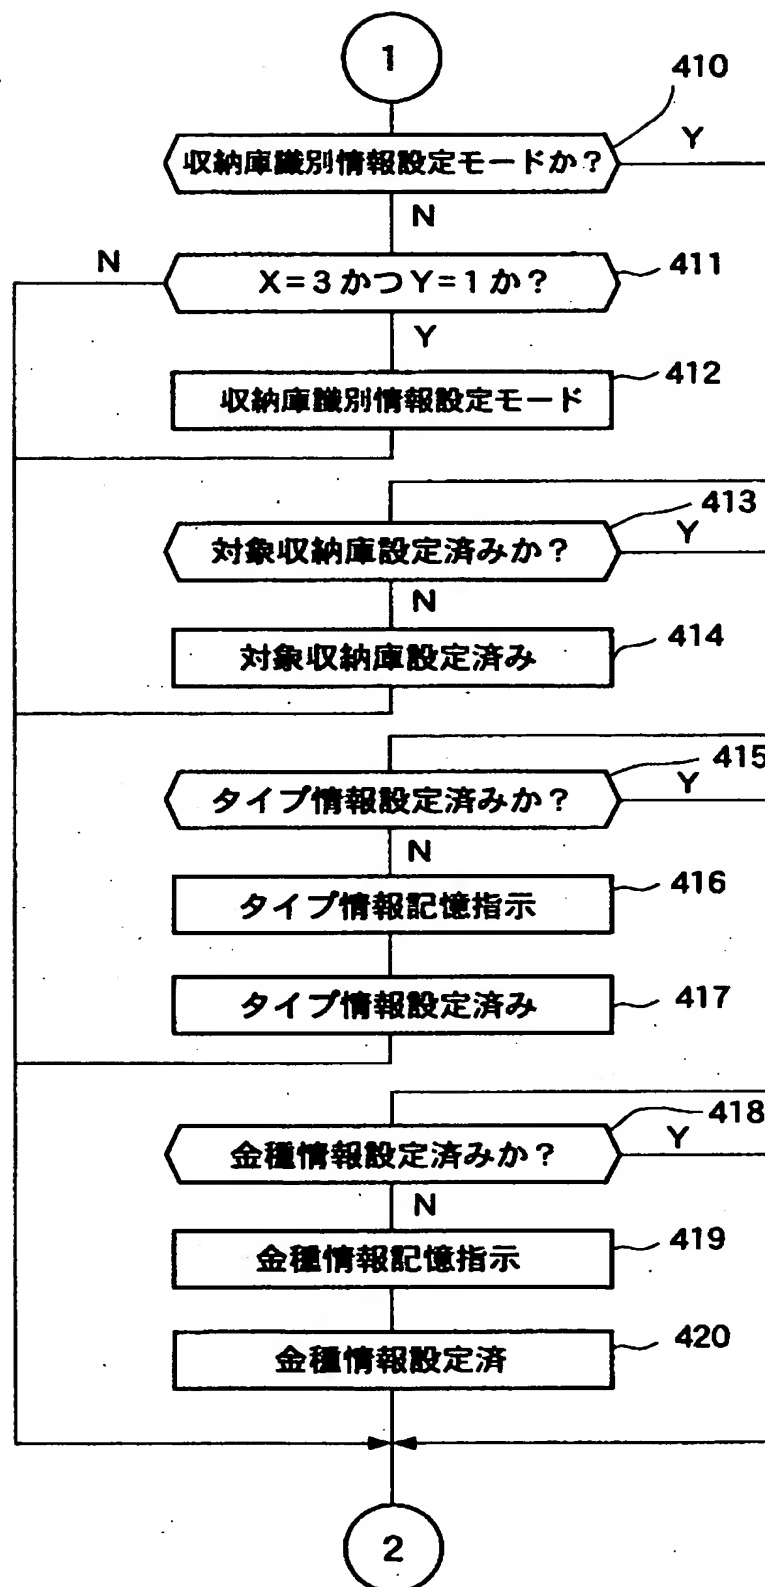 1
410
収納庫識別情報設定モードか?
Y
N
N
X=3かつY=1か?
411
Y
収納庫識別情報設定モード
412
413
対象収納庫設定済みか?
Y
N
対象収納庫設定済み
414
415
タイプ情報設定済みか?
Y
N
タイプ情報記憶指示
416
タイプ情報設定済み
417
418
金種情報設定済みか?
Y
N
金種情報記憶指示
419
金種情報設定済
420
2